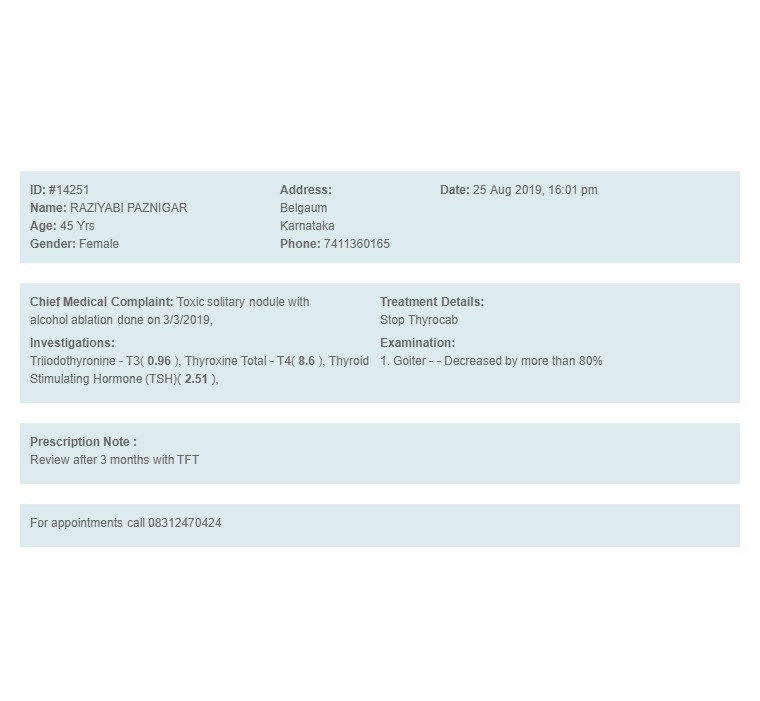 ID: #14251
Name: RAZIYABI PAZNIGAR
Age: 45 Yrs
Gender: Female
Address:
Belgaum
Karnataka
Phone: 7411360165
Date: 25 Aug 2019, 16:01 pm
Chief Medical Complaint: Toxic solitary nodule with
alcohol ablation done on 3/3/2019,
Investigations:
Triiodothyronine - T3( 0.96 ), Thyroxine Total - T4( 8.6 ), Thyroid
Stimulating Hormone (TSH)( 2.51 ),
Treatment Details:
Stop Thyrocab
Examination:
1. Goiter - - Decreased by more than 80%
Prescription Note :
Review after 3 months with TFT
For appointments call 08312470424